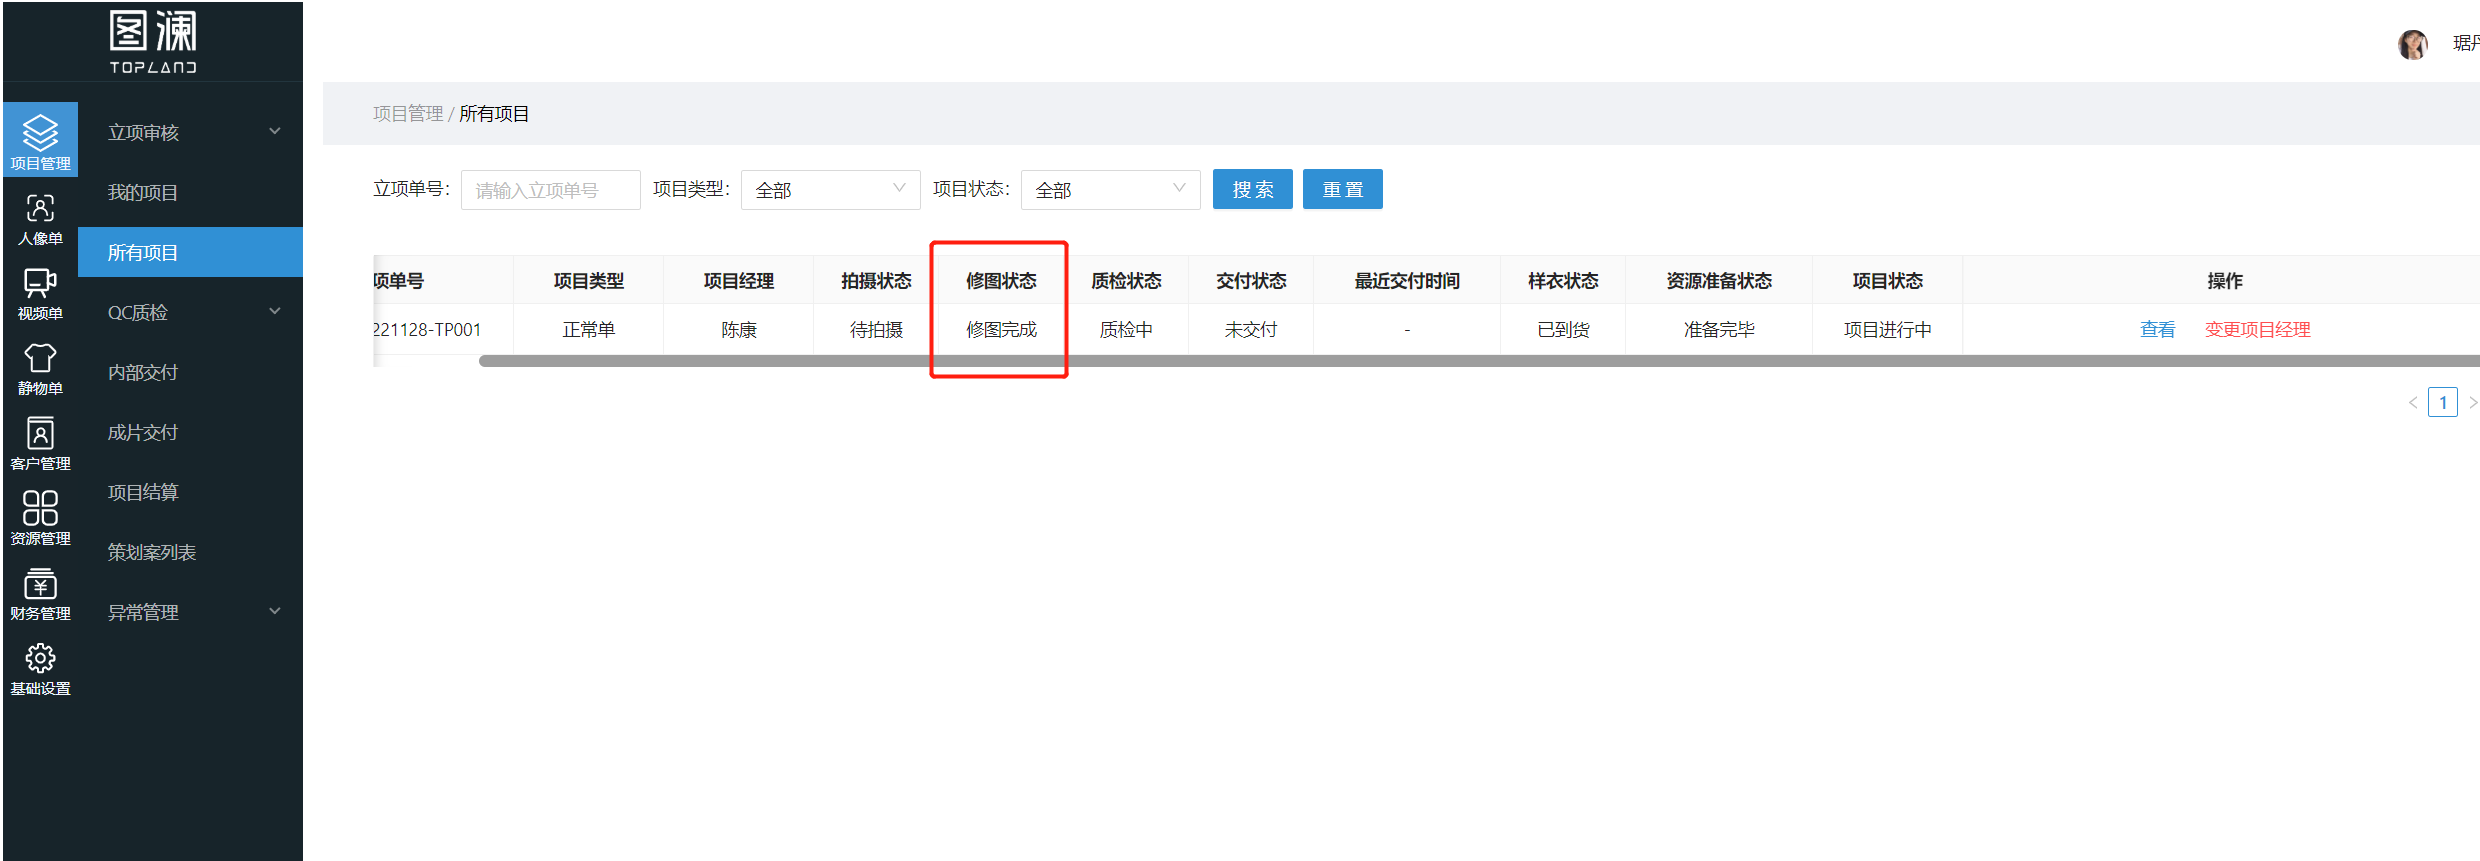 图澜
TOPLAND
项目管理
人像单
视频单
静物单
客户管理
资源管理
财务管理
基础设置
立项审核
我的项目
所有项目
QC质检
内部交付
成片交付
项目结算
策划案列表
异常管理
琚丹
项目管理 / 所有项目
立项单号: 请输入立项单号 项目类型: 全部 项目状态: 全部 搜索 重置
项单号 项目类型 项目经理 拍摄状态 修图状态 质检状态 交付状态 最近交付时间 样衣状态 资源准备状态 项目状态 操作
221128-TP001 正常单 陈康 待拍摄 修图完成 质检中 未交付 - 已到货 准备完毕 项目进行中 查看 变更项目经理
< 1 >